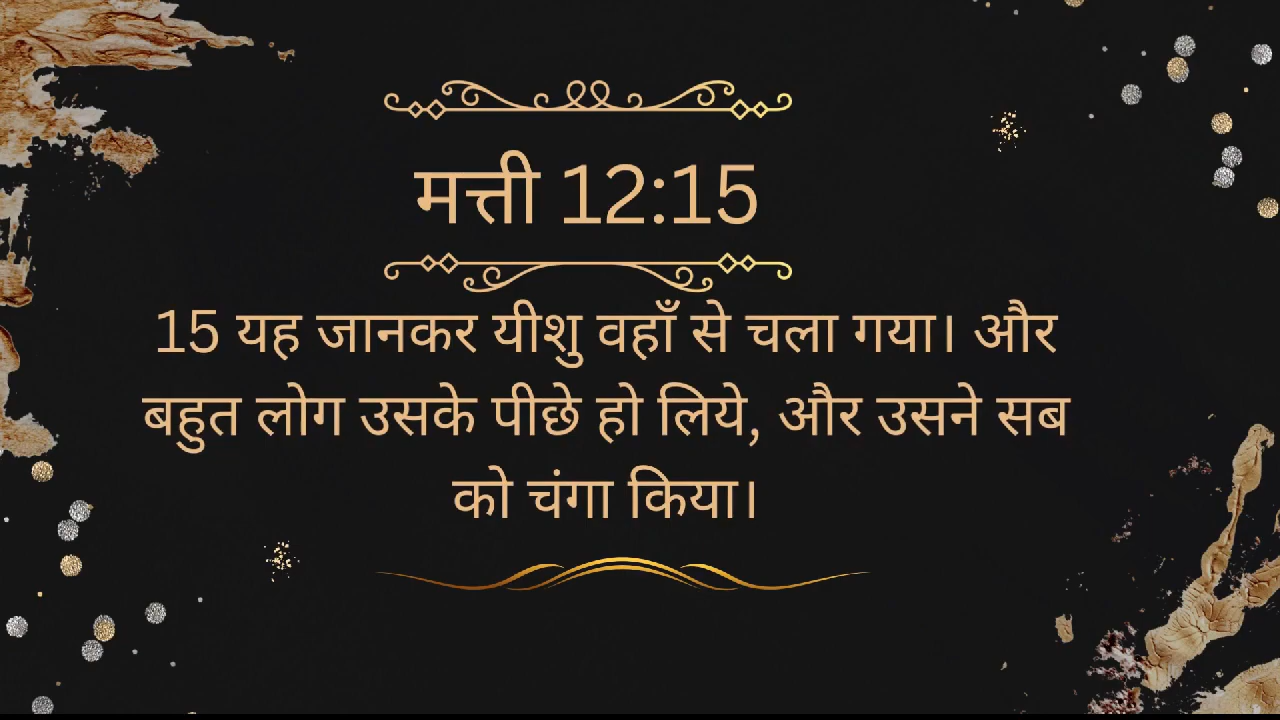 मत्ती 12:15
15 यह जानकर यीशु वहाँ से चला गया। और
बहुत लोग उसके पीछे हो लिये, और उसने सब
को चंगा किया।